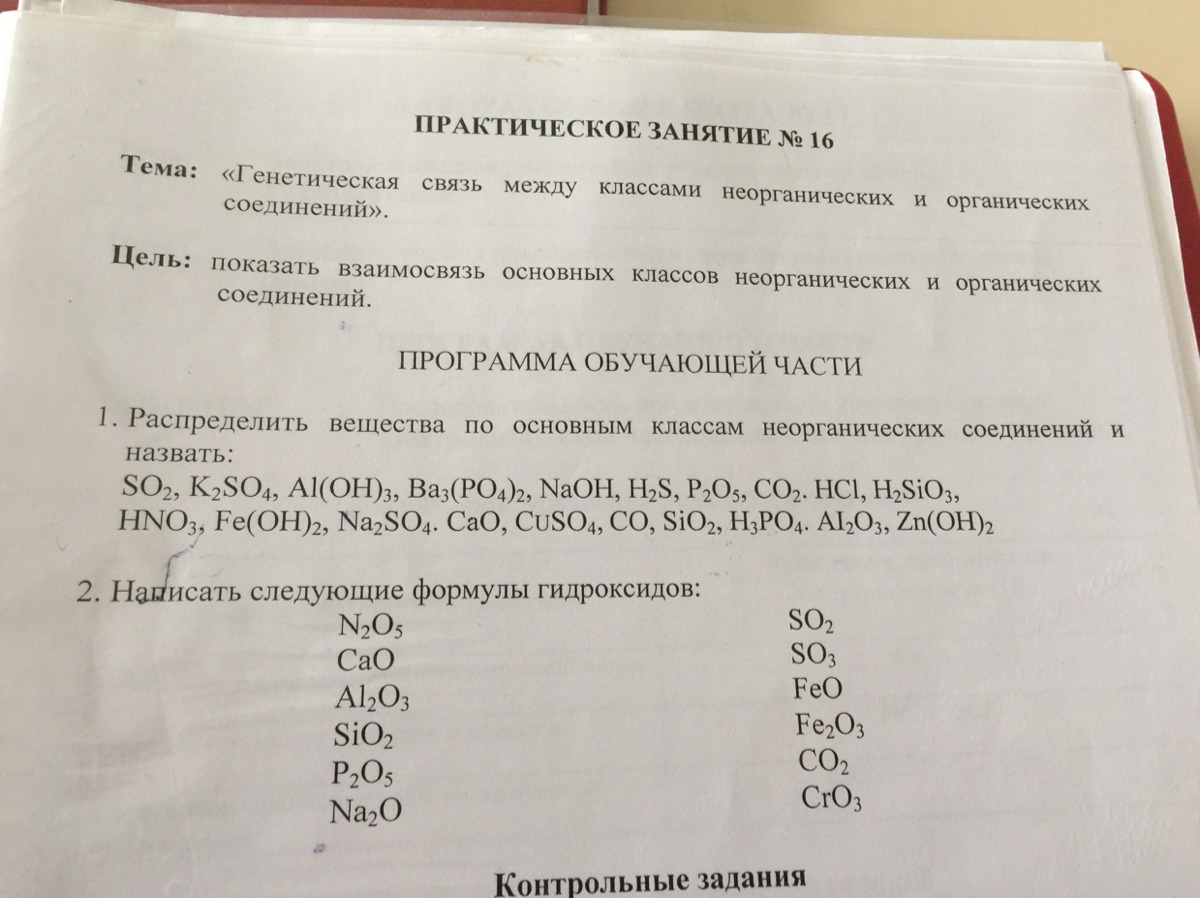 ПРАКТИЧЕСКОЕ ЗАНЯТИЕ № 16
Тема: «Генетическая связь между классами неорганических и органических
соединений».
Цель: показать взаимосвязь основных классов неорганических и органических
соединений.
ПРОГРАММА ОБУЧАЮЩЕЙ ЧАСТИ
1. Распределить вещества по основным классам неорганических соединений и
назвать:
SO₂, K₂SO₄, Al(OH)₃, Ba₃(PO₄)₂, NaOH, H₂S, P₂O₅, CO₂. HCl, H₂SiO₃,
HNO₃, Fe(OH)₂, Na₂SO₄. CaO, CUSO₄, CO, SiO₂, H₃PO₄. AI₂O₃, Zn(OH)₂
2. Написать следующие формулы гидроксидов:
N₂O₅ SO₂
CaO SO₃
Al₂O₃ FeO
SiO₂ Fe₂O₃
P₂O₅ CO₂
Na₂O CrO₃
Контрольные задания